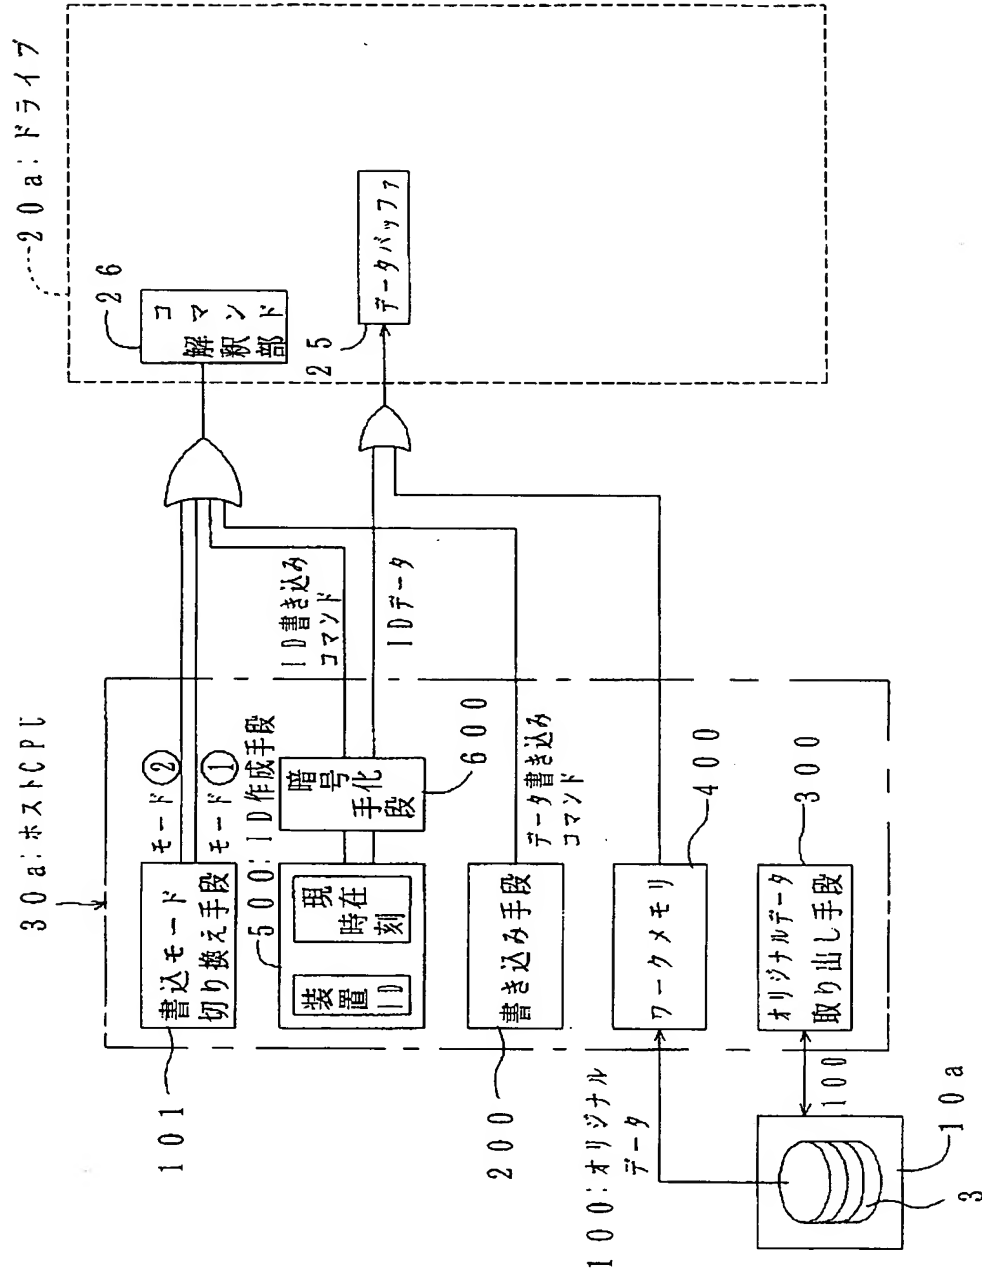 30a:ホストCPU
20a:ドライブ
101
書込モード
切り換え手段
モード②
モード①
500:ID作成手段
装置ID
現在
時刻
暗号化
手段
600
ID書き込み
コマンド
IDデータ
200
書き込み手段
データ書き込み
コマンド
ワークメモリ
400
オリジナルデータ
取り出し手段
300
100:オリジナル
データ
100
10a
3
26
コマンド
解釈部
25
データバッファ